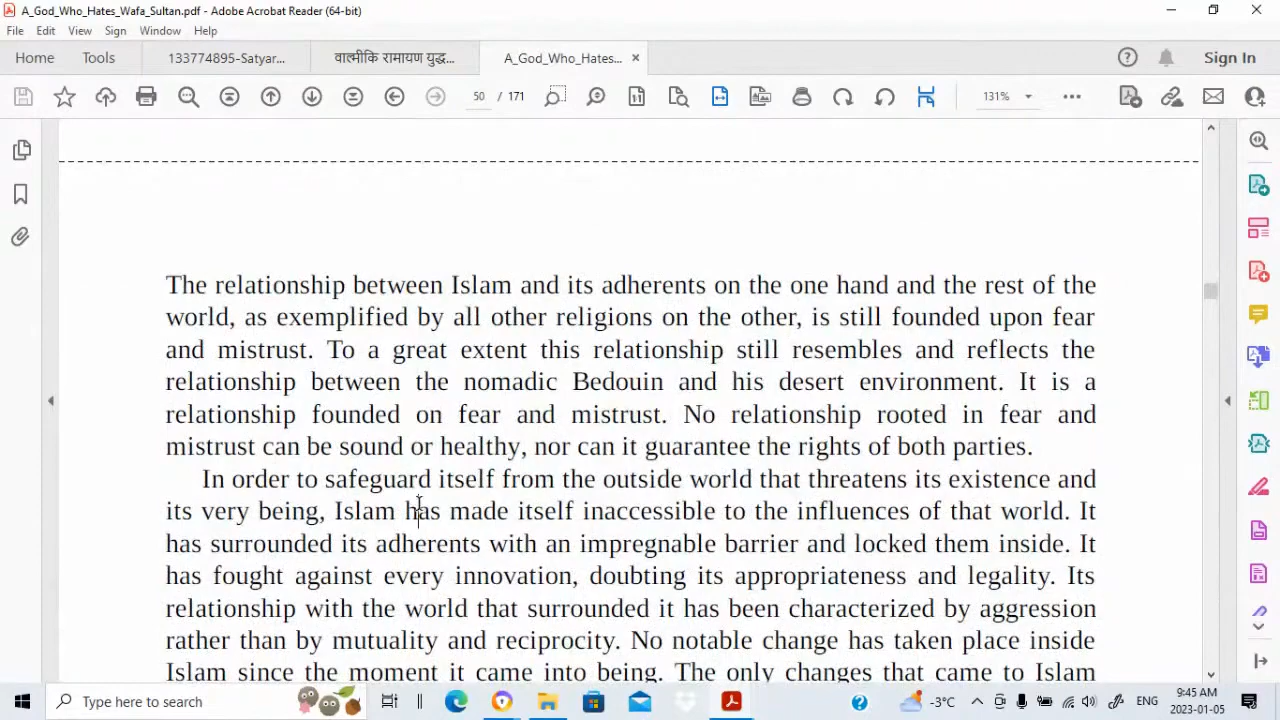 A_God_Who_Hates_Wafa_Sultan.pdf - Adobe Acrobat Reader (64-bit)
File Edit View Sign Window Help
Home Tools 133774895-Satyar... वाल्मीकि रामायण युद्ध... A_God_Who_Hates... Sign In
50 / 171 131%
The relationship between Islam and its adherents on the one hand and the rest of the
world, as exemplified by all other religions on the other, is still founded upon fear
and mistrust. To a great extent this relationship still resembles and reflects the
relationship between the nomadic Bedouin and his desert environment. It is a
relationship founded on fear and mistrust. No relationship rooted in fear and
mistrust can be sound or healthy, nor can it guarantee the rights of both parties.
In order to safeguard itself from the outside world that threatens its existence and
its very being, Islam has made itself inaccessible to the influences of that world. It
has surrounded its adherents with an impregnable barrier and locked them inside. It
has fought against every innovation, doubting its appropriateness and legality. Its
relationship with the world that surrounded it has been characterized by aggression
rather than by mutuality and reciprocity. No notable change has taken place inside
Islam since the moment it came into being. The only changes that came to Islam
Type here to search -3°C ENG 9:45 AM
2023-01-05